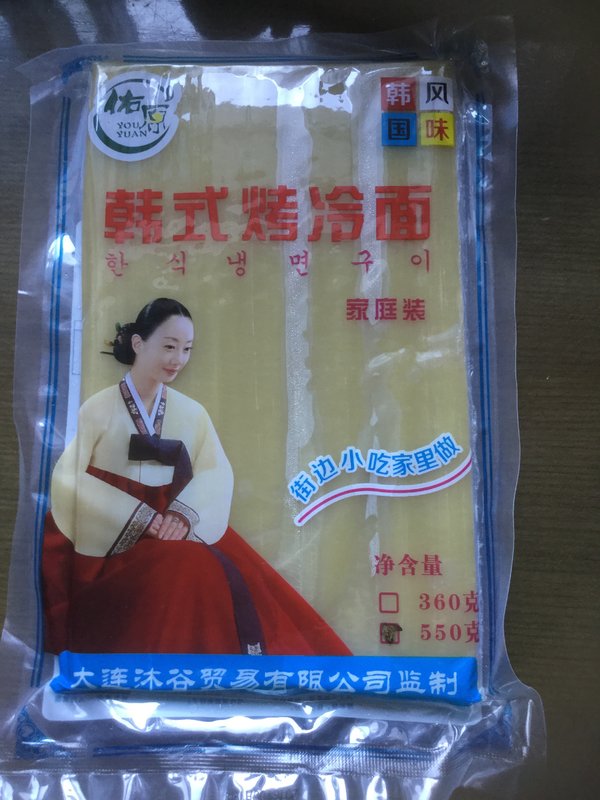 佑原
YOU
YUAN
韩风
国味
韩式烤冷面
한식냉면구이
家庭装
街边小吃家里做
净含量
360克
550克
大连沐谷贸易有限公司监制